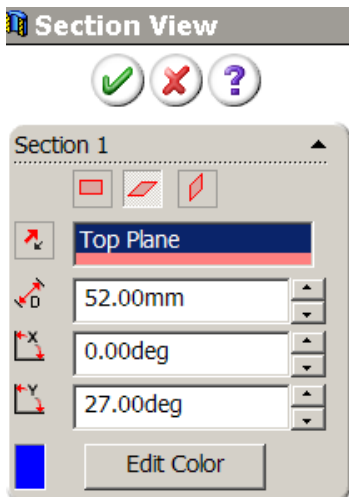 Section View
?
Section 1
Top Plane
D
52.00mm
X
0.00deg
Y
27.00deg
Edit Color